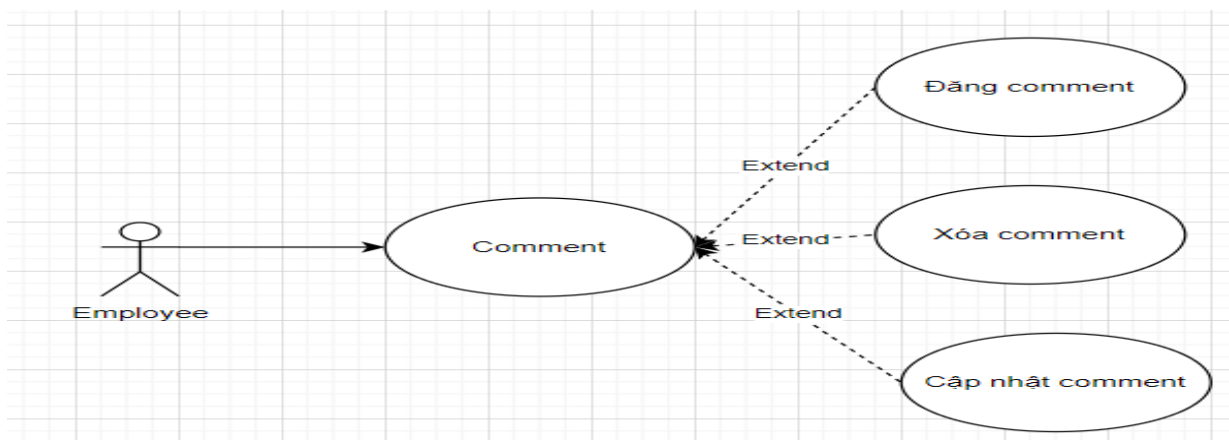 Đăng comment
Extend
Comment
Extend
Xóa comment
Employee
Extend
Cập nhật comment